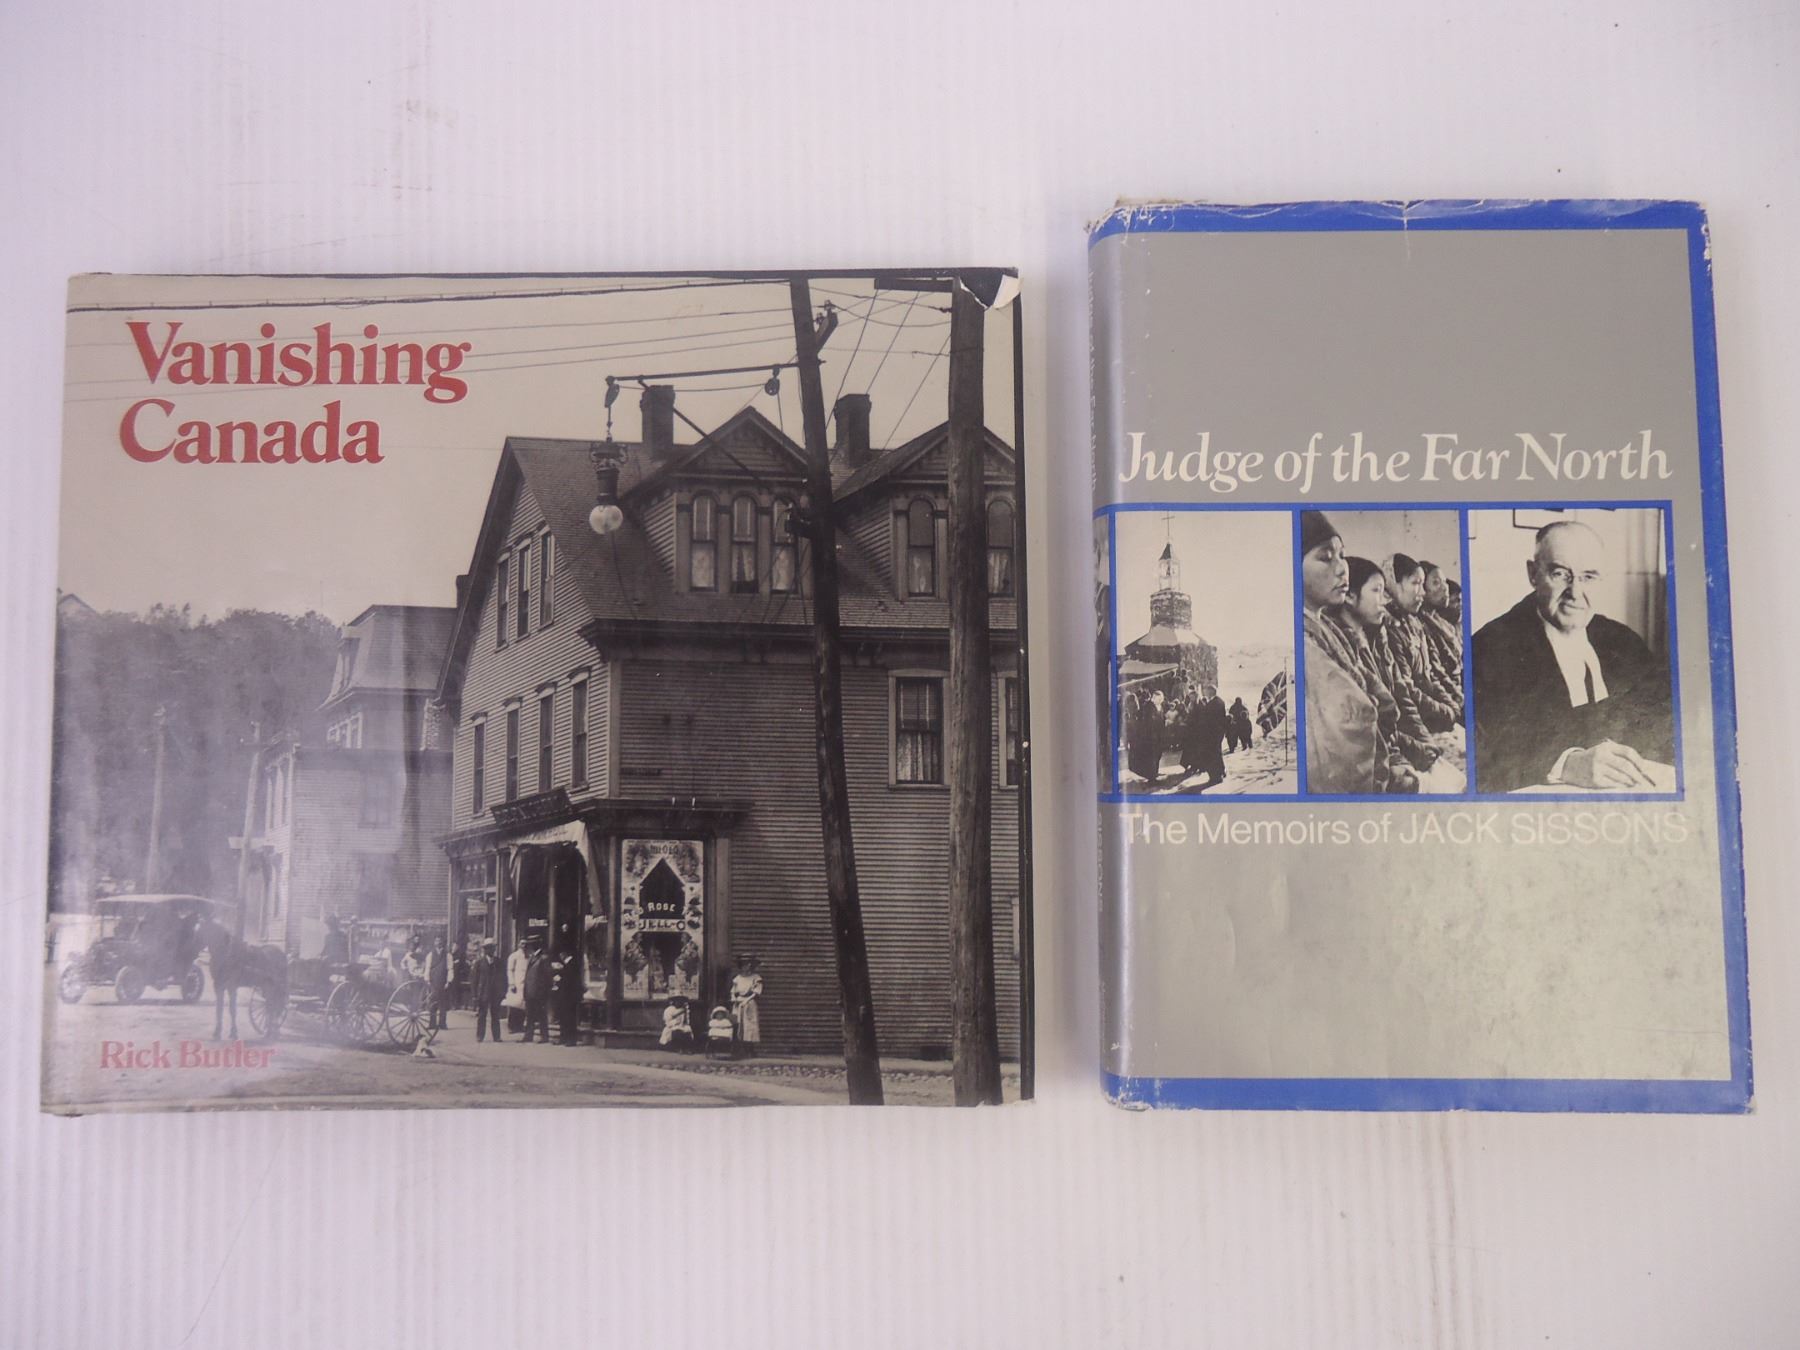 Vanishing
Canada
ROSE
JELL-O
Rick Butler
Judge of the Far North
The Memoirs of JACK SISSONS